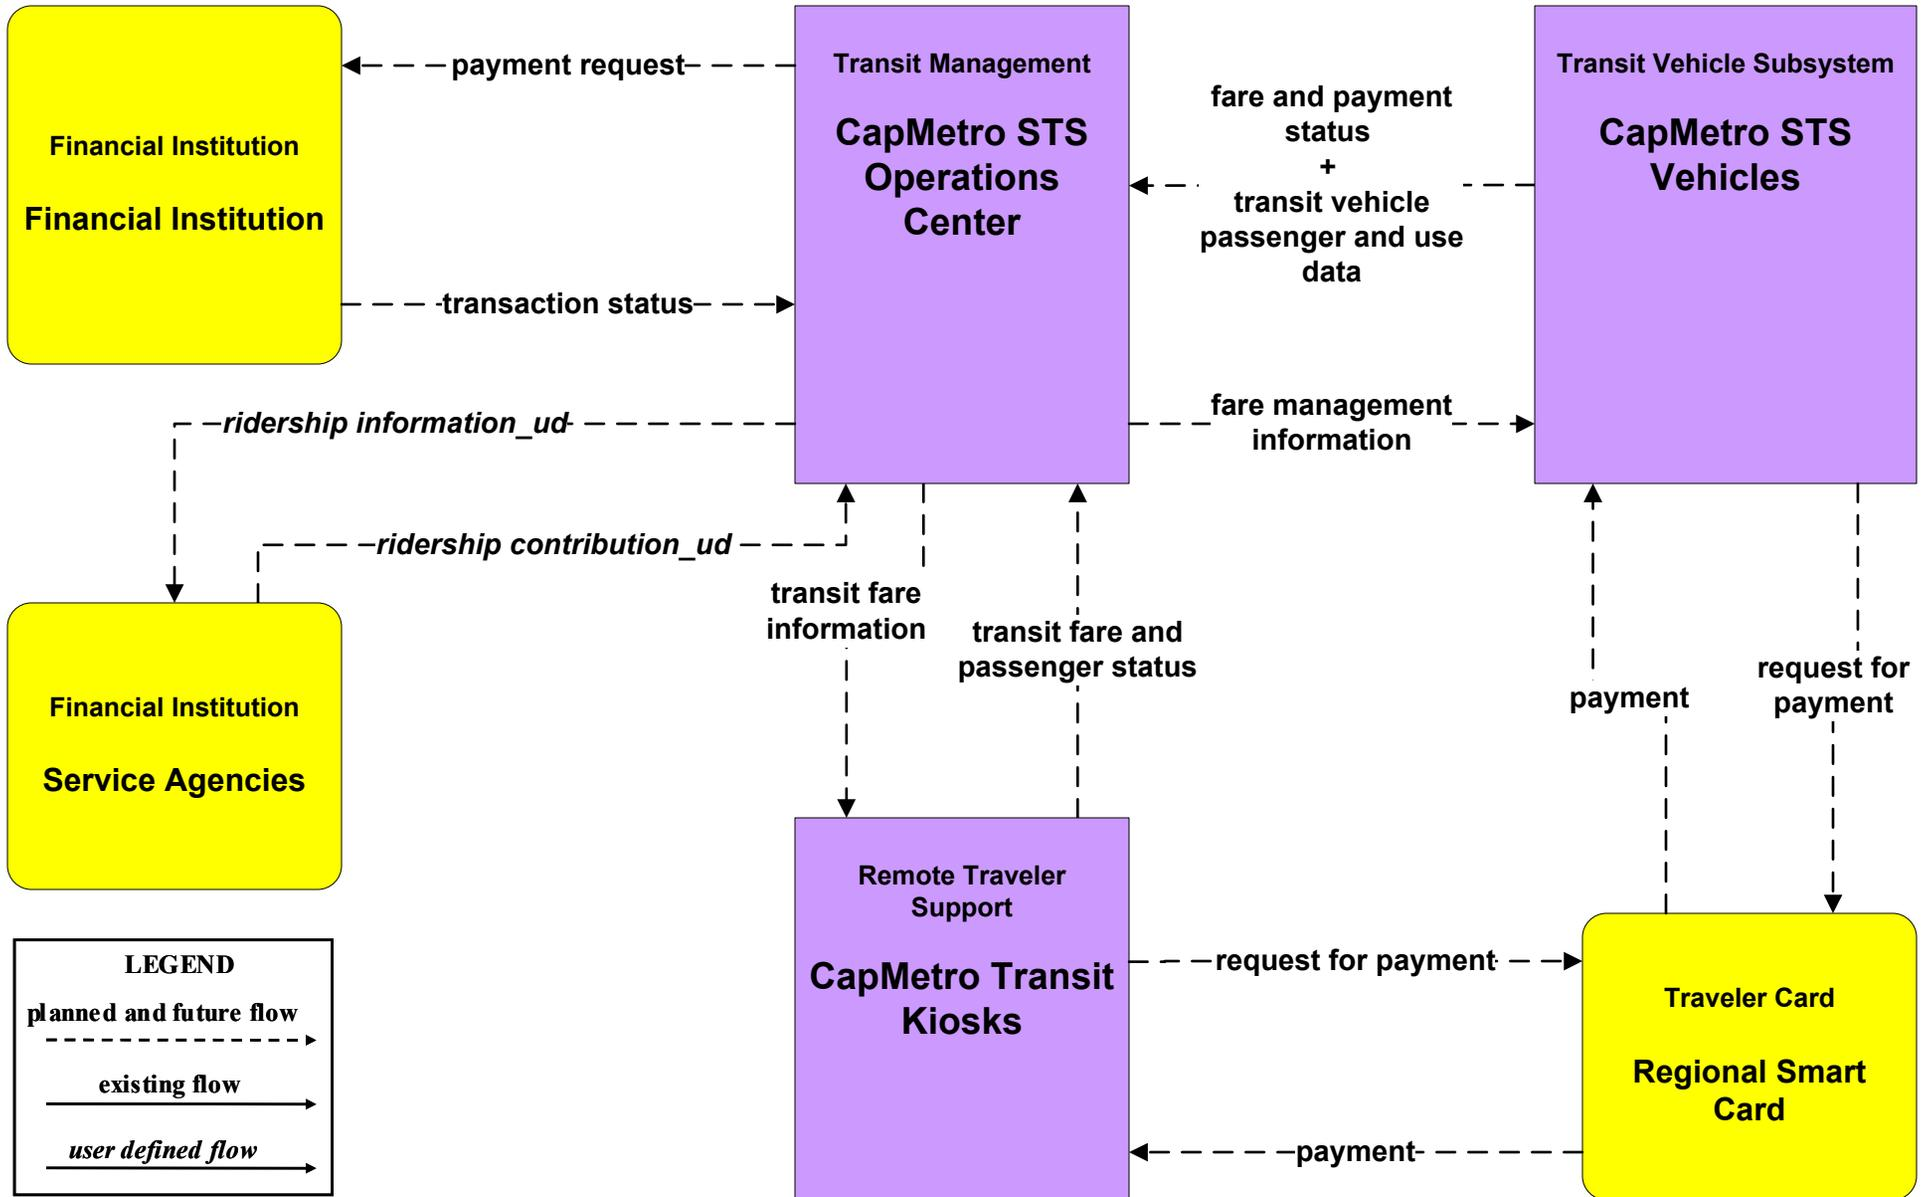 payment request
Financial Institution
Financial Institution
transaction status
Transit Management
CapMetro STS
Operations
Center
fare and payment
status
+
transit vehicle
passenger and use
data
Transit Vehicle Subsystem
CapMetro STS
Vehicles
ridership information_ud
fare management
information
ridership contribution_ud
transit fare
information
transit fare and
passenger status
payment
request for
payment
Financial Institution
Service Agencies
Remote Traveler
Support
CapMetro Transit
Kiosks
request for payment
payment
Traveler Card
Regional Smart
Card
LEGEND
planned and future flow
existing flow
user defined flow